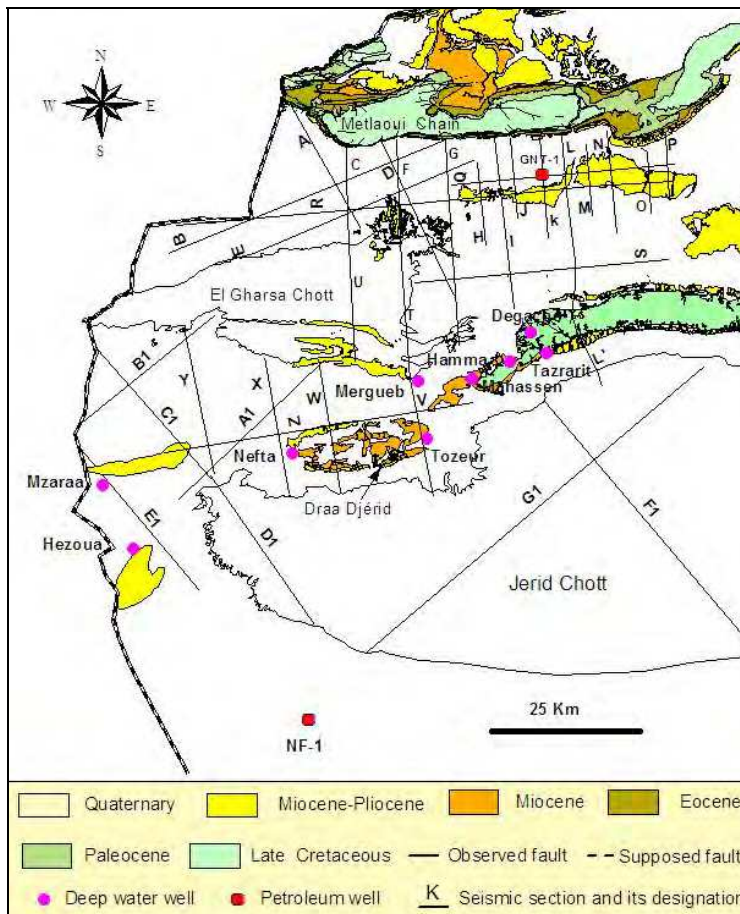 N
W E
S
Metlaoui Chain
A
C
D
F
G
Q
GNT-1
L
N
P
R
B
E
H
I
J
k
M
O
S
U
T
El Gharsa Chott
Hamma
Tazrarit
Mahassen
L'
Mergueb
B1
Y
X
C1
A1
Z
W
V
Nefta
Tozeur
Draa Djérid
Mzaraa
E1
D1
G1
F1
Hezoua
Jerid Chott
25 Km
NF-1
Quaternary Miocene-Pliocene Miocene Eocene
Paleocene Late Cretaceous Observed fault Supposed fault
Deep water well Petroleum well K Seismic section and its designation